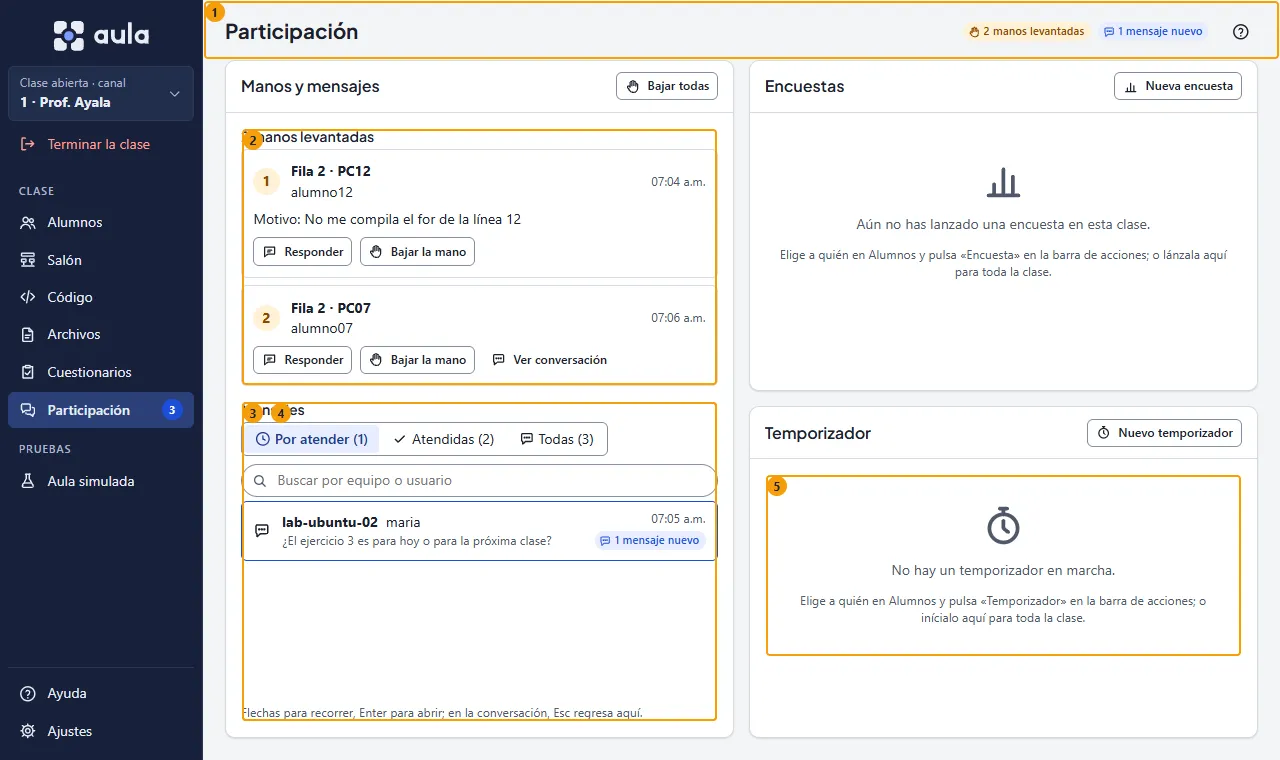 aula
Clase abierta · canal
1 · Prof. Ayala
Terminar la clase
CLASE
Alumnos
Salón
Código
Archivos
Cuestionarios
Participación 3
PRUEBAS
Aula simulada
Ayuda
Ajustes
1
Participación
2 manos levantadas
1 mensaje nuevo
Manos y mensajes
Bajar todas
2
manos levantadas
1
Fila 2 · PC12
alumno12
07:04 a.m.
Motivo: No me compila el for de la línea 12
Responder
Bajar la mano
2
Fila 2 · PC07
alumno07
07:06 a.m.
Responder
Bajar la mano
Ver conversación
3
4
Por atender (1)
Atendidas (2)
Todas (3)
Buscar por equipo o usuario
lab-ubuntu-02 maria
07:05 a.m.
¿El ejercicio 3 es para hoy o para la próxima clase?
1 mensaje nuevo
Flechas para recorrer, Enter para abrir; en la conversación, Esc regresa aquí.
Encuestas
Nueva encuesta
Aún no has lanzado una encuesta en esta clase.
Elige a quién en Alumnos y pulsa «Encuesta» en la barra de acciones; o lánzala aquí
para toda la clase.
Temporizador
Nuevo temporizador
5
No hay un temporizador en marcha.
Elige a quién en Alumnos y pulsa «Temporizador» en la barra de acciones; o
inícialo aquí para toda la clase.